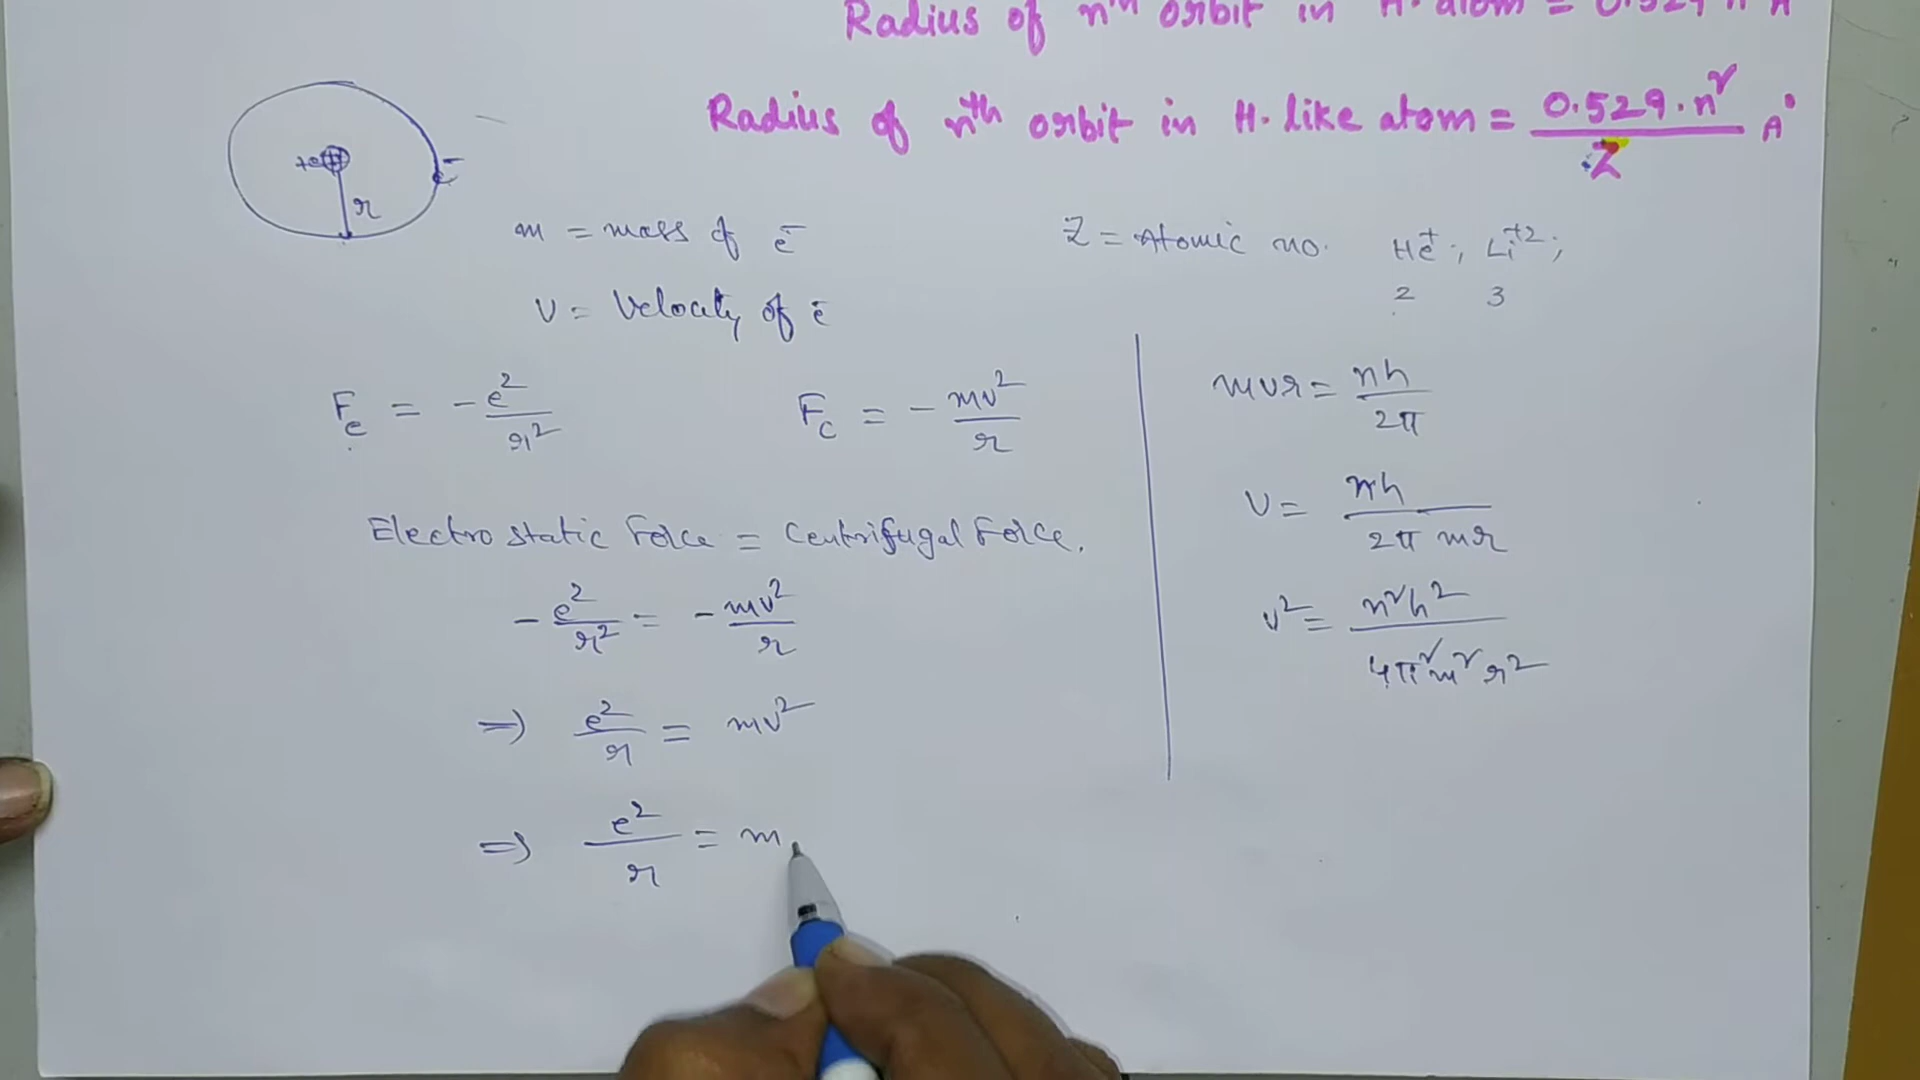 Radius of nth orbit in H. atom = 0.529 n² A°
Radius of nth orbit in H. like atom = 0.529.n² / Z A°
+e
e⁻
r
m = mass of e⁻
Z = Atomic no. He⁺, Li⁺²;
2 3
v = Velocity of e⁻
Fe = - e²/r² Fc = - mv²/r
mvr = nh/2π
v = nh/2π mr
Electro static Force = Centrifugal Force.
- e²/r² = - mv²/r
v² = n²h²/4π²m²r²
⇒ e²/r = mv²
⇒ e²/r = m